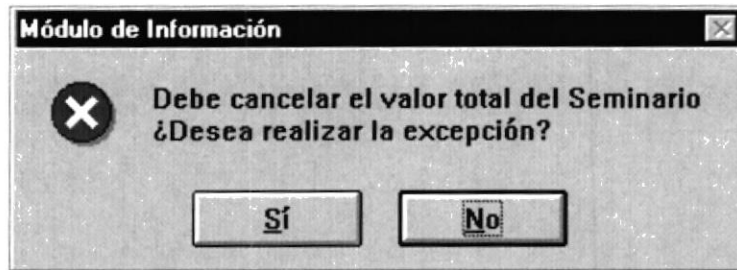 Módulo de Información
Debe cancelar el valor total del Seminario
¿Desea realizar la excepción?
Sí
No